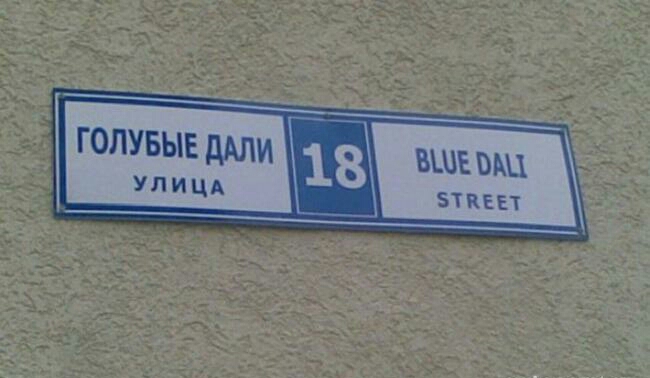 ГОЛУБЫЕ ДАЛИ
УЛИЦА
18
BLUE DALI
STREET